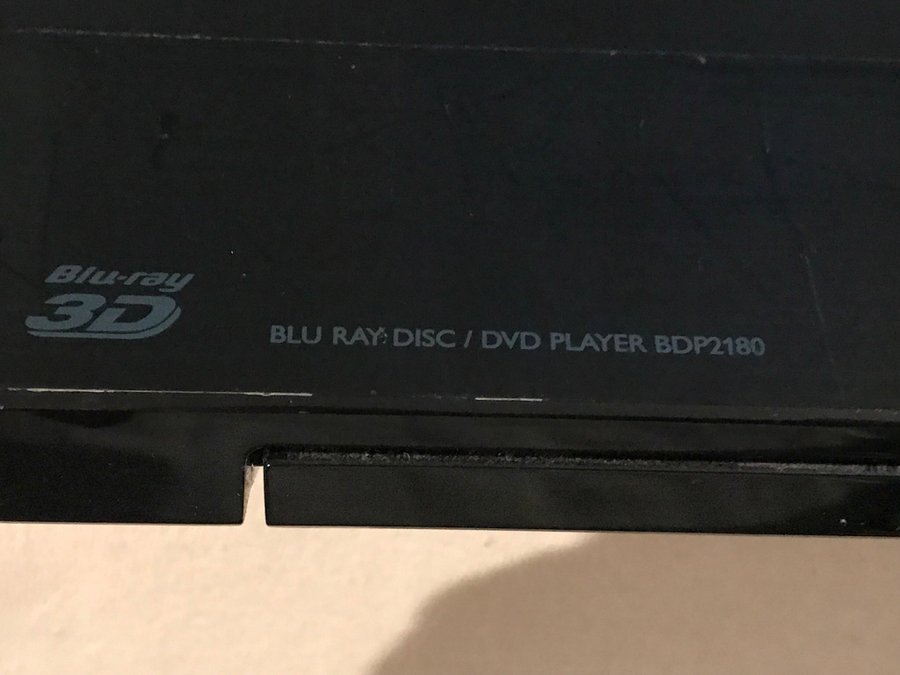 Blu-ray
3D
BLU RAY DISC / DVD PLAYER BDP2180